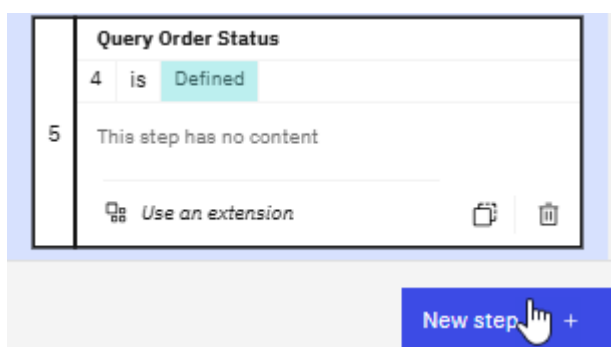 Query Order Status
4 is Defined
5
This step has no content
Use an extension
New step +